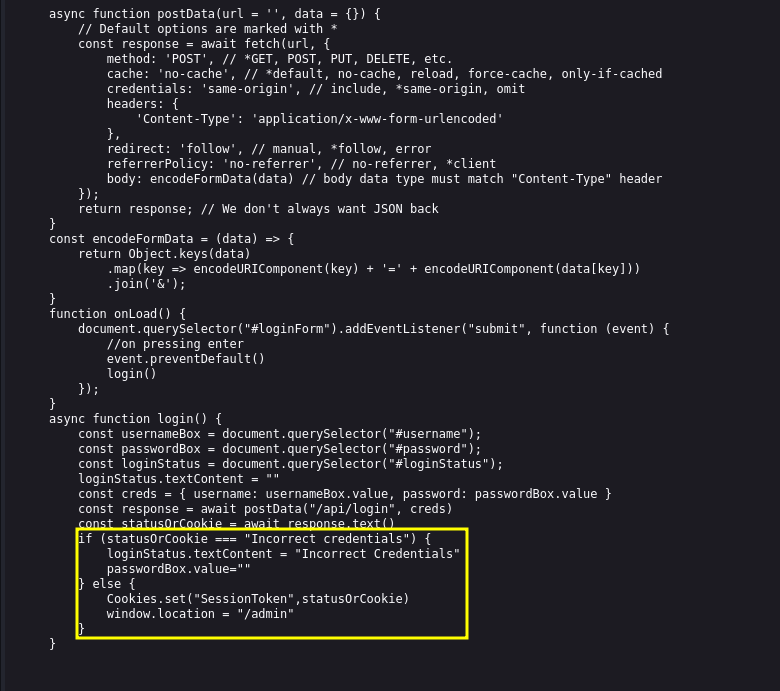 async function postData(url = '', data = {}) {
// Default options are marked with *
const response = await fetch(url, {
method: 'POST', // *GET, POST, PUT, DELETE, etc.
cache: 'no-cache', // *default, no-cache, reload, force-cache, only-if-cached
credentials: 'same-origin', // include, *same-origin, omit
headers: {
'Content-Type': 'application/x-www-form-urlencoded'
},
redirect: 'follow', // manual, *follow, error
referrerPolicy: 'no-referrer', // no-referrer, *client
body: encodeFormData(data) // body data type must match "Content-Type" header
});
return response; // We don't always want JSON back
}
const encodeFormData = (data) => {
return Object.keys(data)
.map(key => encodeURIComponent(key) + '=' + encodeURIComponent(data[key]))
.join('&');
}
function onLoad() {
document.querySelector("#loginForm").addEventListener("submit", function (event) {
//on pressing enter
event.preventDefault()
login()
});
}
async function login() {
const usernameBox = document.querySelector("#username");
const passwordBox = document.querySelector("#password");
const loginStatus = document.querySelector("#loginStatus");
loginStatus.textContent = ""
const creds = { username: usernameBox.value, password: passwordBox.value }
const response = await postData("/api/login", creds)
const statusOrCookie = await response.text()
if (statusOrCookie === "Incorrect credentials") {
loginStatus.textContent = "Incorrect Credentials"
passwordBox.value=""
} else {
Cookies.set("SessionToken",statusOrCookie)
window.location = "/admin"
}
}